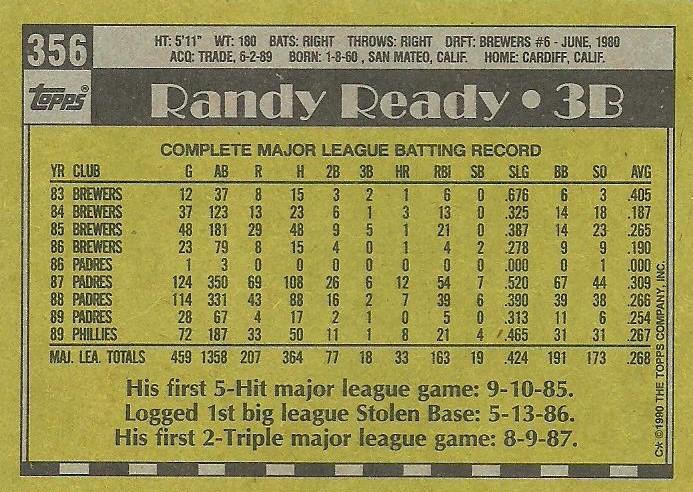 356
HT: 5'11" WT: 180 BATS: RIGHT THROWS: RIGHT DRFT: BREWERS #6 - JUNE, 1980
ACQ: TRADE, 6-2-89 BORN: 1-8-60 , SAN MATEO, CALIF. HOME: CARDIFF, CALIF.
Topps®
Randy Ready • 3B
COMPLETE MAJOR LEAGUE BATTING RECORD
YR CLUB G AB R H 2B 3B HR RBI SB SLG BB SO AVG
83 BREWERS 12 37 8 15 3 2 1 6 0 .676 6 3 .405
84 BREWERS 37 123 13 23 6 1 3 13 0 .325 14 18 .187
85 BREWERS 48 181 29 48 9 5 1 21 0 .387 14 23 .265
86 BREWERS 23 79 8 15 4 0 1 4 2 .278 9 9 .190
86 PADRES 1 3 0 0 0 0 0 0 0 .000 0 1 .000
87 PADRES 124 350 69 108 26 6 12 54 7 .520 67 44 .309
88 PADRES 114 331 43 88 16 2 7 39 6 .390 39 38 .266
89 PADRES 28 67 4 17 2 1 0 5 0 .313 11 6 .254
89 PHILLIES 72 187 33 50 11 1 8 21 4 .465 31 31 .267
MAJ. LEA. TOTALS 459 1358 207 364 77 18 33 163 19 .424 191 173 .268
His first 5-Hit major league game: 9-10-85.
Logged 1st big league Stolen Base: 5-13-86.
His first 2-Triple major league game: 8-9-87.
C* ©1990 THE TOPPS COMPANY, INC.